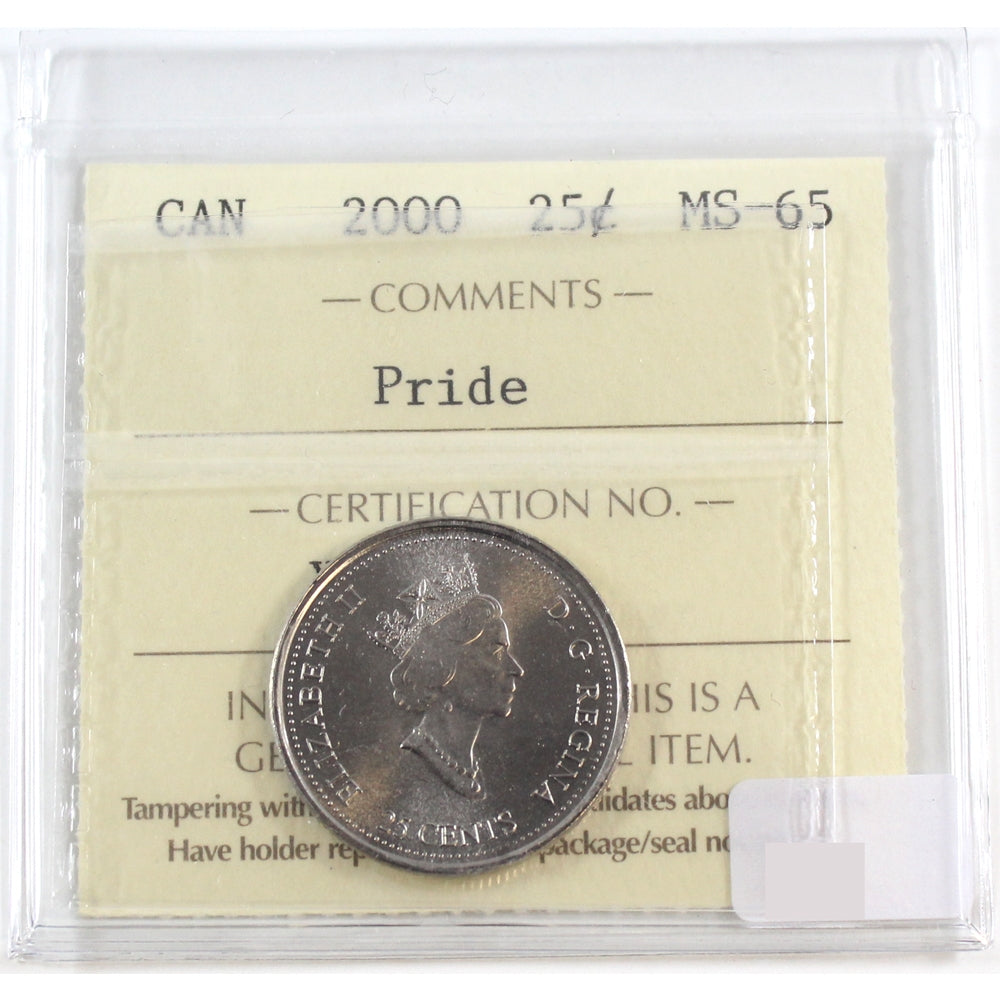 CAN 2000 25¢ MS-65
— COMMENTS —
Pride
— CERTIFICATION NO. —
ELIZABETH II D·G·REGINA
25 CENTS
IN HIS IS A
GE ITEM.
Tampering with idates abo
Have holder rep package/seal no